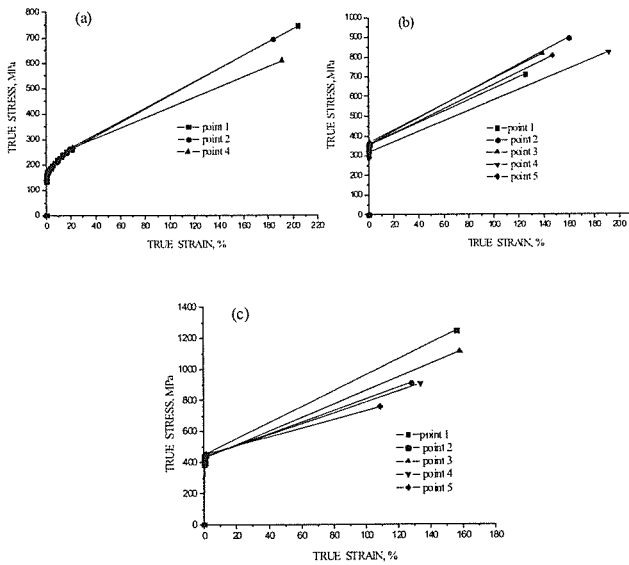 (a)
TRUE STRESS, MPa
800
700
600
500
400
300
200
100
0
0 20 40 60 80 100 120 140 160 180 200 220
TRUE STRAIN, %
point 1
point 2
point 4
(b)
TRUE STRESS, MPa
1000
900
800
700
600
500
400
300
200
100
0
0 20 40 60 80 100 120 140 160 180 200
TRUE STRAIN, %
point 1
point 2
point 3
point 4
point 5
(c)
TRUE STRESS, MPa
1400
1200
1000
800
600
400
200
0
0 20 40 60 80 100 120 140 160 180
TRUE STRAIN, %
point 1
point 2
point 3
point 4
point 5